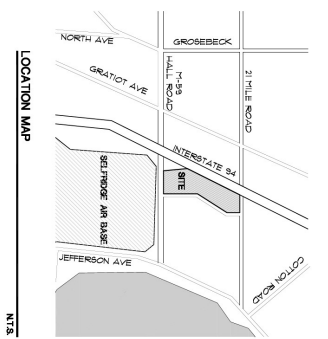 NORTH AVE
GROSEBECK
GRATIOT AVE
HALL ROAD
M-59
21 MILE ROAD
INTERSTATE 94
SELFRIDGE AIR BASE
SITE
JEFFERSON AVE
COTTON ROAD
LOCATION MAP
N.T.S.